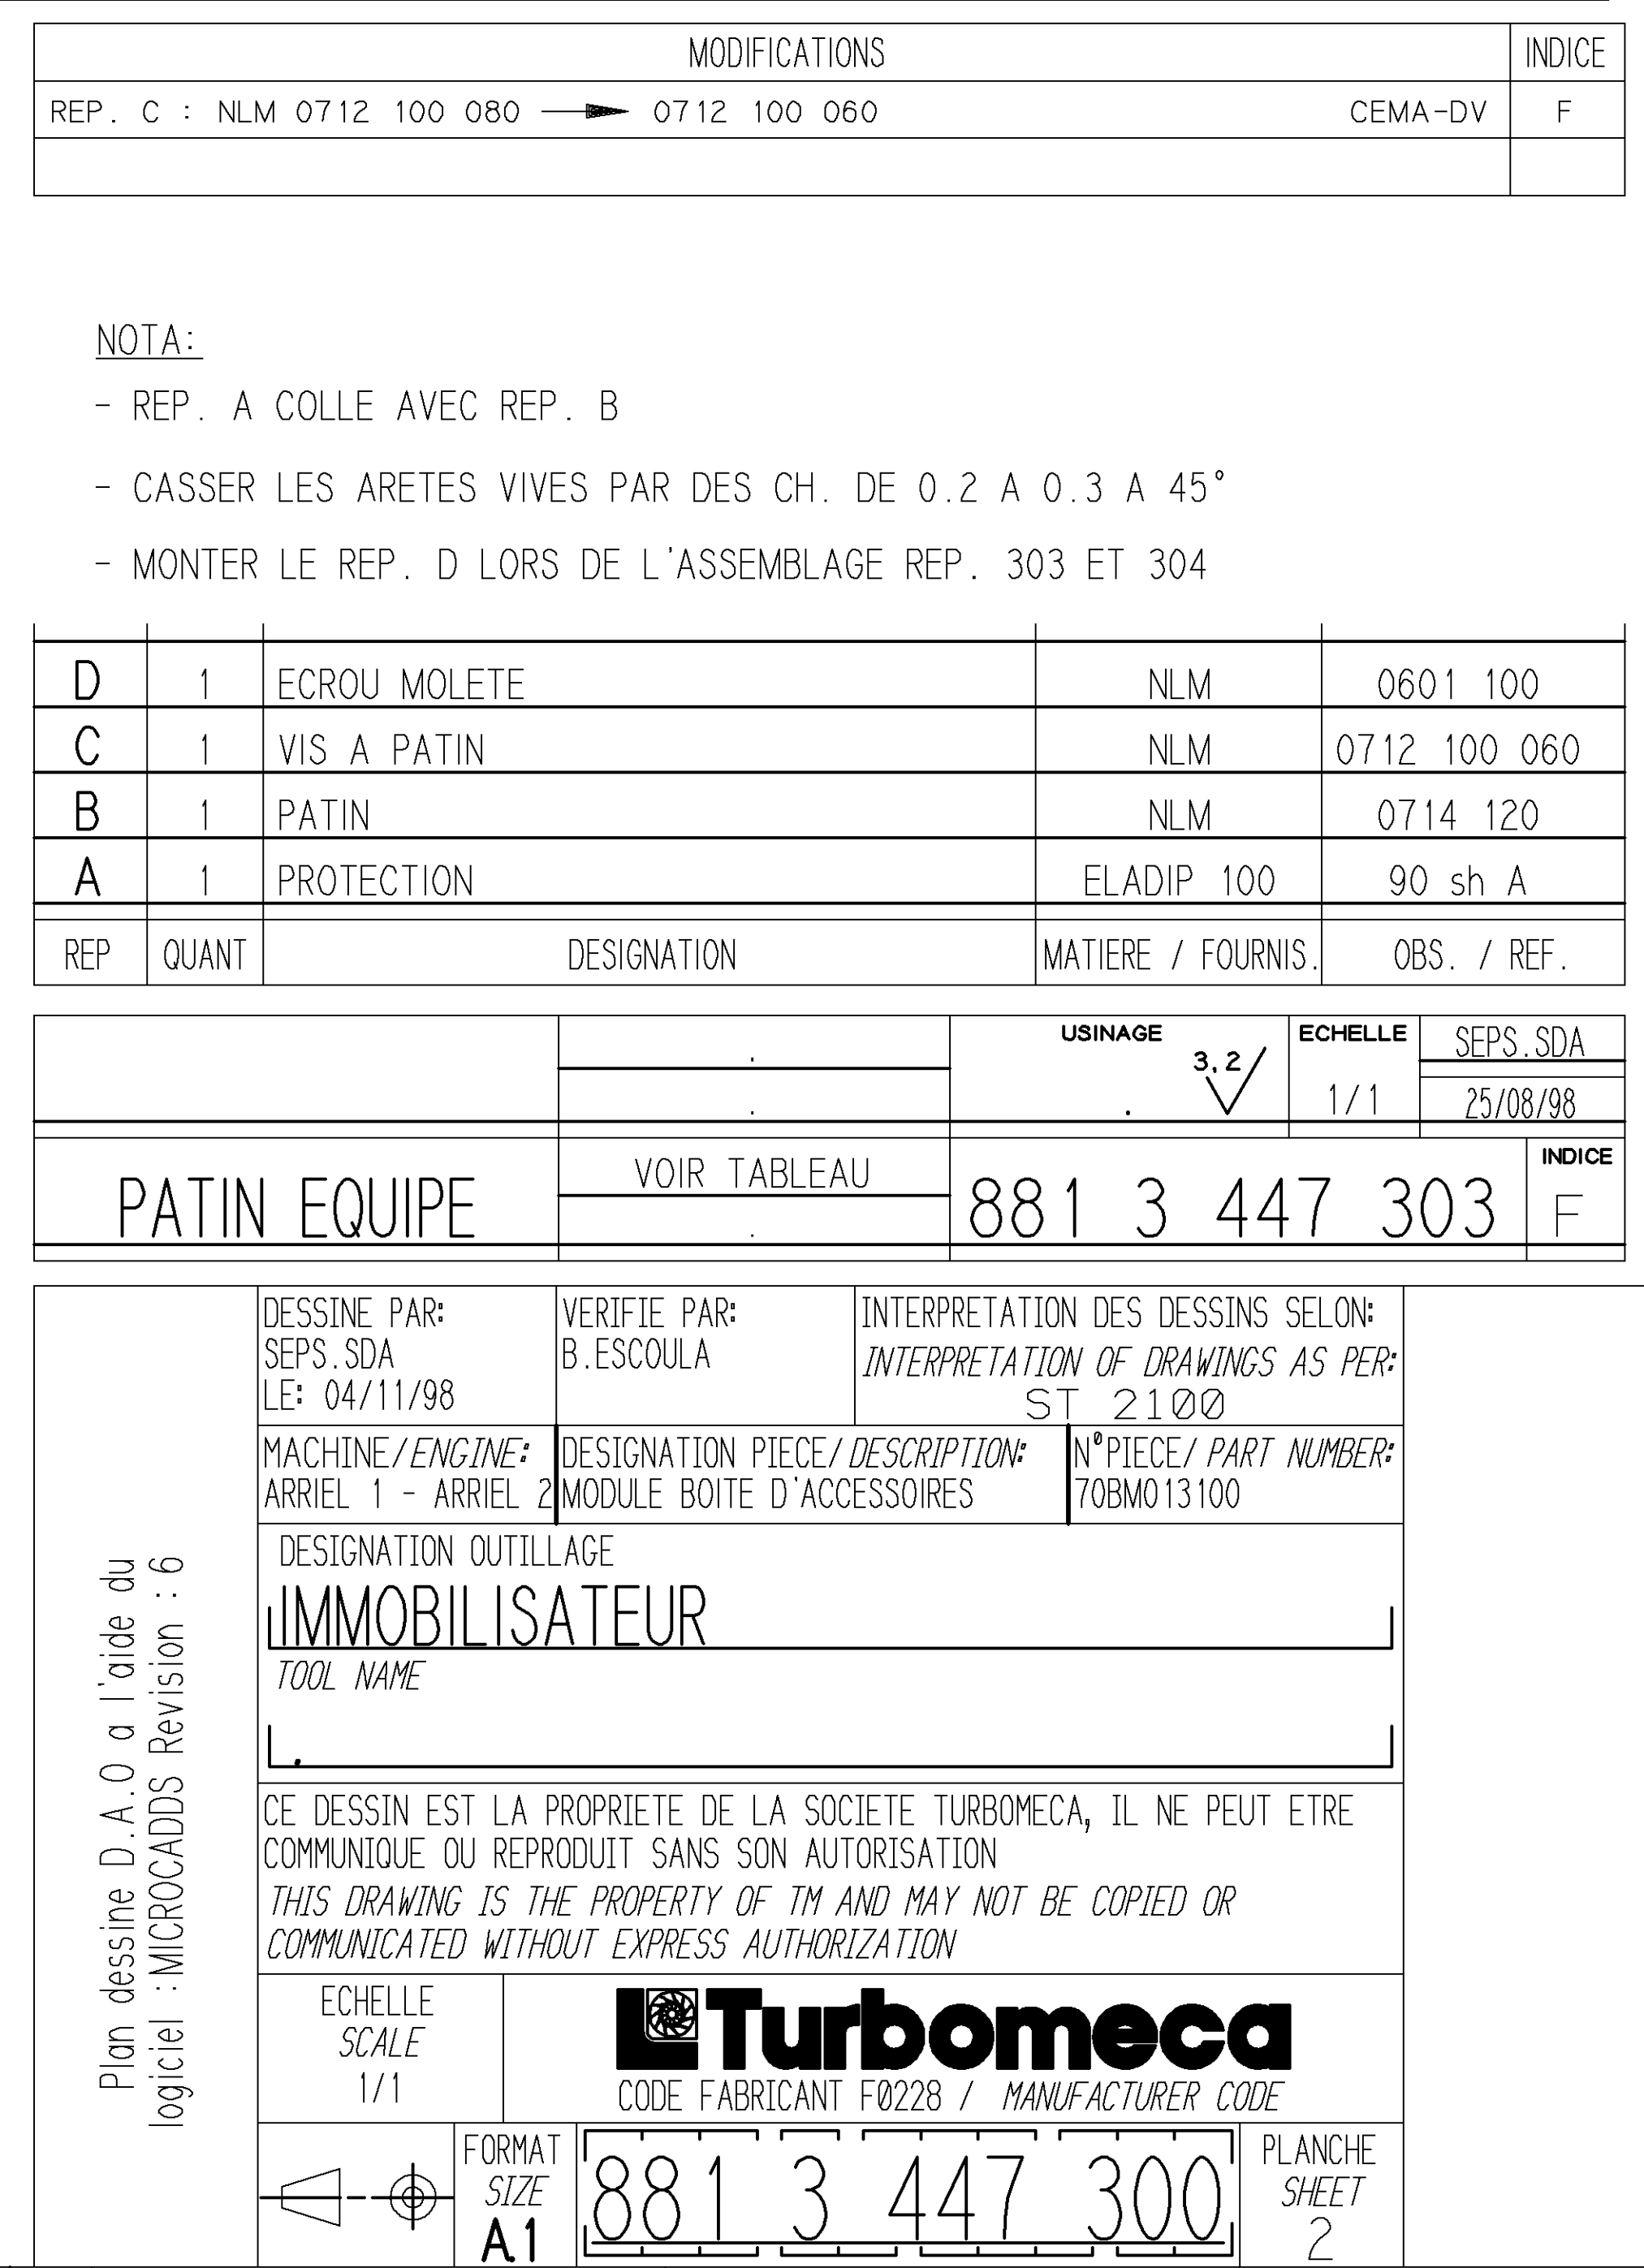 MODIFICATIONS INDICE
REP. C : NLM 0712 100 080 0712 100 060 CEMA-DV F
NOTA:
- REP. A COLLE AVEC REP. B
- CASSER LES ARETES VIVES PAR DES CH. DE 0.2 A 0.3 A 45°
- MONTER LE REP. D LORS DE L'ASSEMBLAGE REP. 303 ET 304
D 1 ECROU MOLETE NLM 0601 100
C 1 VIS A PATIN NLM 0712 100 060
B 1 PATIN NLM 0714 120
A 1 PROTECTION ELADIP 100 90 sh A
REP QUANT DESIGNATION MATIERE / FOURNIS. OBS. / REF.
. USINAGE ECHELLE SEPS.SDA
3,2
. . 1/1 25/08/98
PATIN EQUIPE VOIR TABLEAU 881 3 447 303 INDICE
. F
DESSINE PAR: VERIFIE PAR: INTERPRETATION DES DESSINS SELON:
SEPS.SDA B.ESCOULA INTERPRETATION OF DRAWINGS AS PER:
LE: 04/11/98 ST 2100
MACHINE/ENGINE: DESIGNATION PIECE/DESCRIPTION: N°PIECE/ PART NUMBER:
ARRIEL 1 - ARRIEL 2 MODULE BOITE D'ACCESSOIRES 70BM013100
DESIGNATION OUTILLAGE
IMMOBILISATEUR
TOOL NAME
.
CE DESSIN EST LA PROPRIETE DE LA SOCIETE TURBOMECA, IL NE PEUT ETRE
COMMUNIQUE OU REPRODUIT SANS SON AUTORISATION
THIS DRAWING IS THE PROPERTY OF TM AND MAY NOT BE COPIED OR
COMMUNICATED WITHOUT EXPRESS AUTHORIZATION
ECHELLE
SCALE
1/1
Turbomeca
CODE FABRICANT F0228 / MANUFACTURER CODE
FORMAT
SIZE
A.1
881 3 447 300
PLANCHE
SHEET
2
Plan dessine D.A.O a l'aide du
logiciel :MICROCADDS Revision : 6